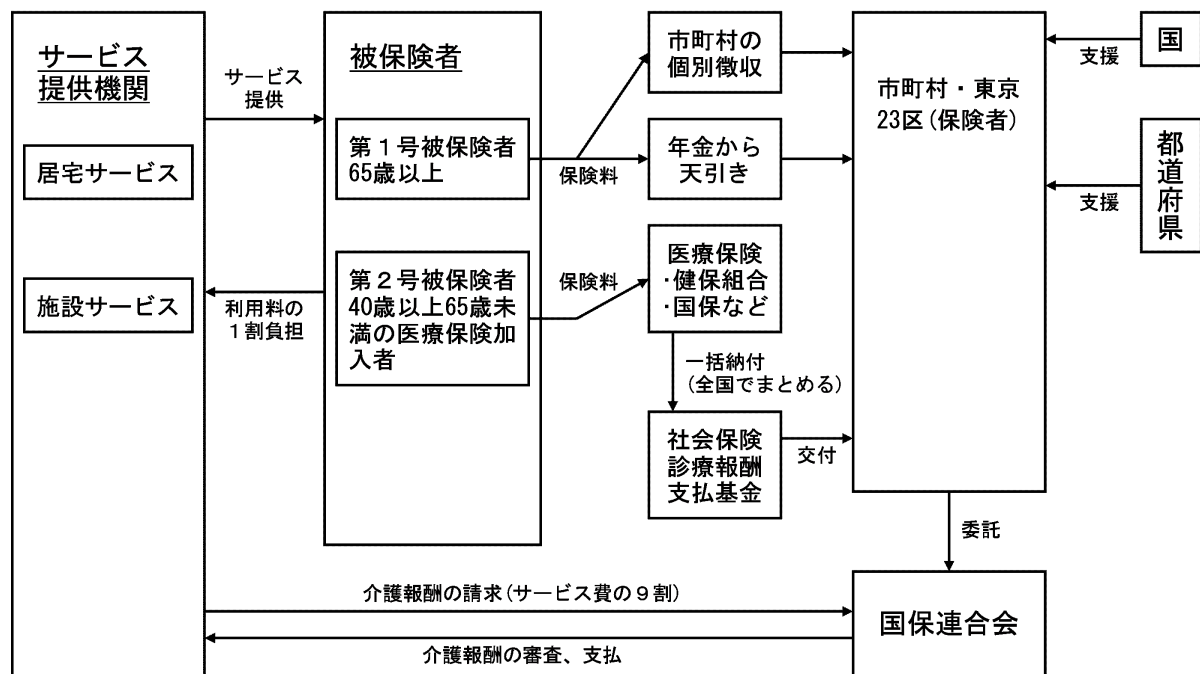 サービス
提供機関
居宅サービス
施設サービス
サービス
提供
利用料の
１割負担
被保険者
第１号被保険者
65歳以上
第２号被保険者
40歳以上65歳未
満の医療保険加
入者
保険料
保険料
市町村の
個別徴収
年金から
天引き
医療保険
・健保組合
・国保など
一括納付
(全国でまとめる)
社会保険
診療報酬
支払基金
交付
市町村・東京
23区(保険者)
支援
国
支援
都道府県
委託
国保連合会
介護報酬の請求(サービス費の９割)
介護報酬の審査、支払